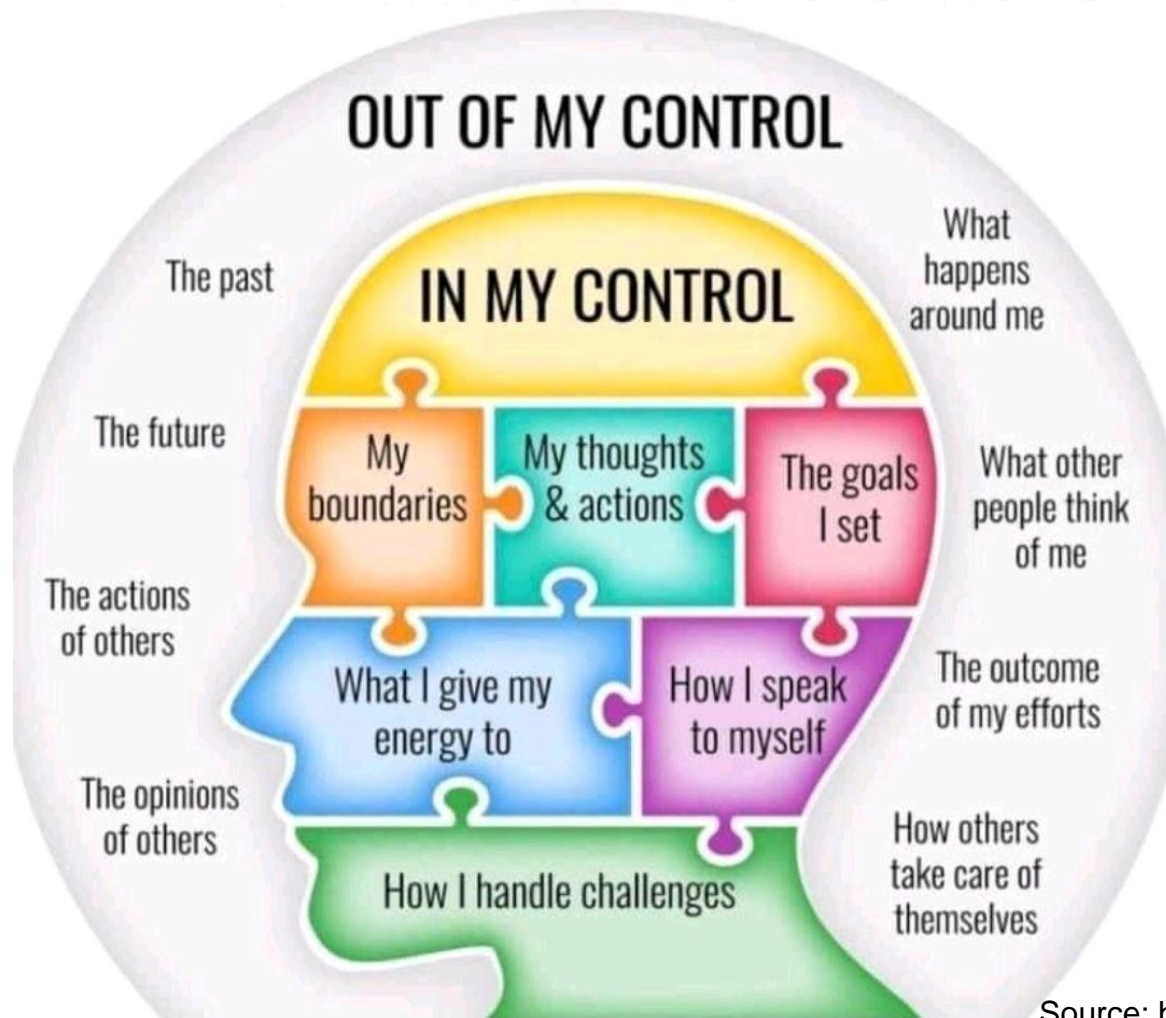 OUT OF MY CONTROL
IN MY CONTROL
The past
The future
The actions
of others
The opinions
of others
My
boundaries
My thoughts
& actions
The goals
I set
What I give my
energy to
How I speak
to myself
How I handle challenges
What
happens
around me
What other
people think
of me
The outcome
of my efforts
How others
take care of
themselves
Source: